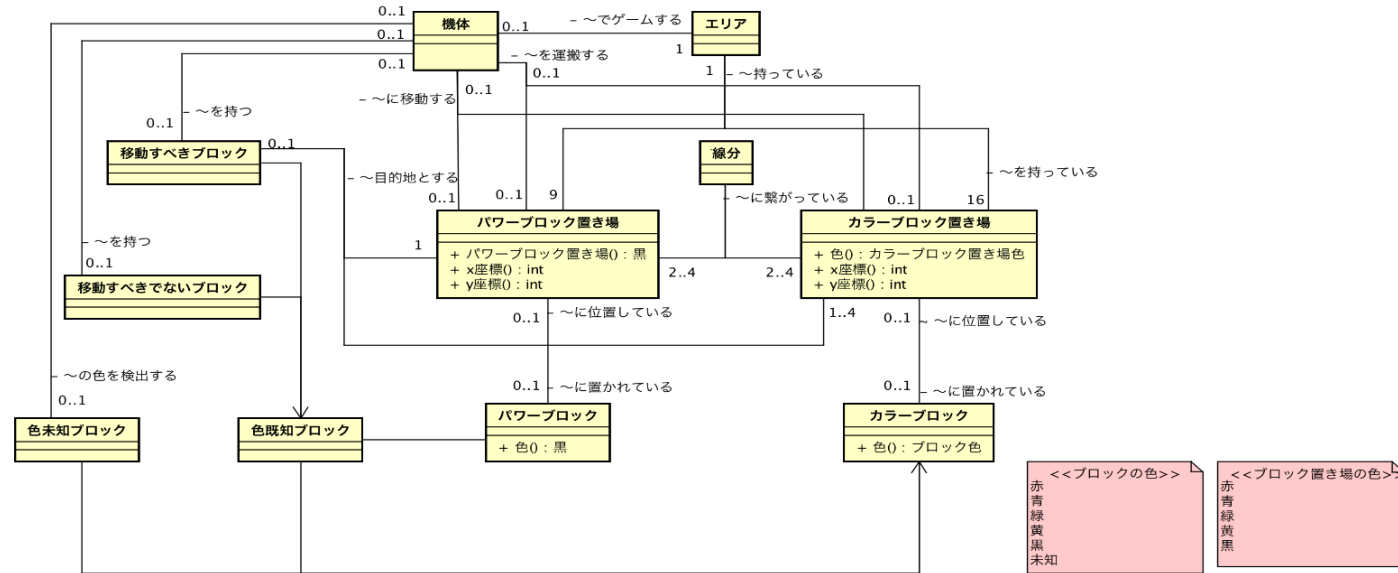 0..1
機体
0..1
– ～でゲームする
エリア
0..1
– ～を運搬する
1
0..1
0..1
1
– ～持っている
0..1
– ～に移動する
– ～を持つ
0..1
0..1
移動すべきブロック
線分
– ～目的地とする
– ～を持っている
0..1
0..1
9
– ～に繋がっている
0..1
16
パワーブロック置き場
+ パワーブロック置き場() : 黒
+ x座標() : int
+ y座標() : int
カラーブロック置き場
+ 色() : カラーブロック置き場色
+ x座標() : int
+ y座標() : int
– ～を持つ
1
0..1
2..4
2..4
移動すべきでないブロック
0..1
– ～に位置している
1..4
0..1
~ ～に位置している
– ～の色を検出する
0..1
0..1
– ～に置かれている
0..1
– ～に置かれている
色未知ブロック
色既知ブロック
パワーブロック
+ 色() : 黒
カラーブロック
+ 色() : ブロック色
<<ブロックの色>>
赤
青
緑
黄
黒
未知
<<ブロック置き場の色>
赤
青
緑
黄
黒